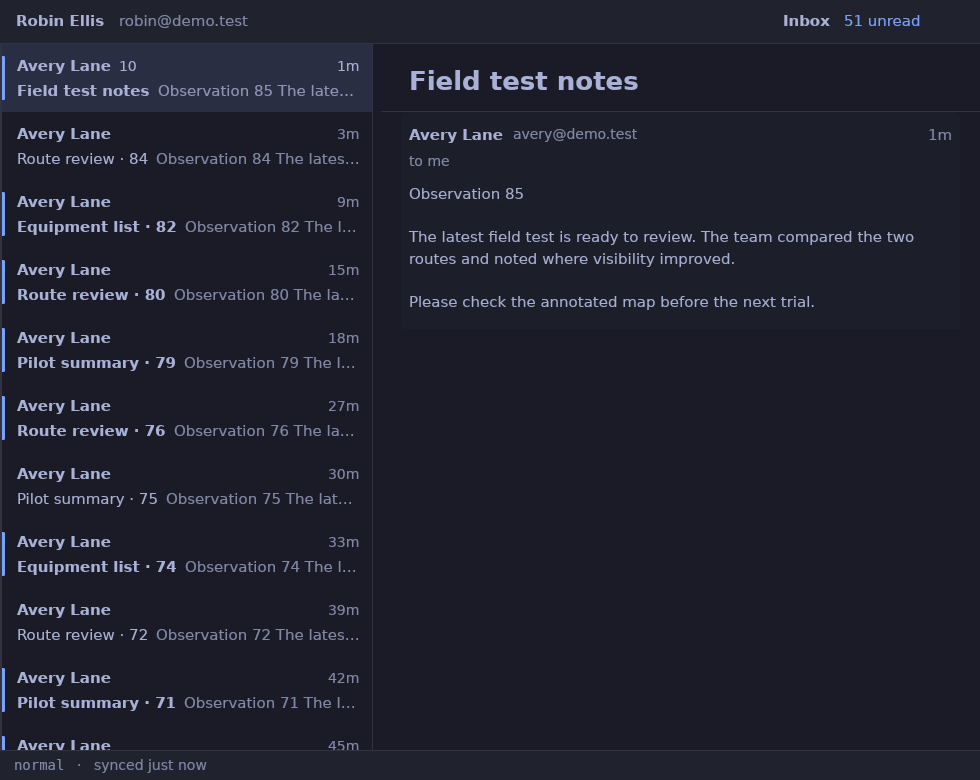 Robin Ellis robin@demo.test
Inbox 51 unread
Avery Lane 10 1m
Field test notes Observation 85 The late…
Avery Lane 3m
Route review · 84 Observation 84 The lates…
Avery Lane 9m
Equipment list · 82 Observation 82 The l…
Avery Lane 15m
Route review · 80 Observation 80 The la…
Avery Lane 18m
Pilot summary · 79 Observation 79 The l…
Avery Lane 27m
Route review · 76 Observation 76 The la…
Avery Lane 30m
Pilot summary · 75 Observation 75 The lat…
Avery Lane 33m
Equipment list · 74 Observation 74 The l…
Avery Lane 39m
Route review · 72 Observation 72 The lates…
Avery Lane 42m
Pilot summary · 71 Observation 71 The l…
Avery Lane 45m
Field test notes
Avery Lane avery@demo.test 1m
to me
Observation 85
The latest field test is ready to review. The team compared the two
routes and noted where visibility improved.
Please check the annotated map before the next trial.
normal · synced just now